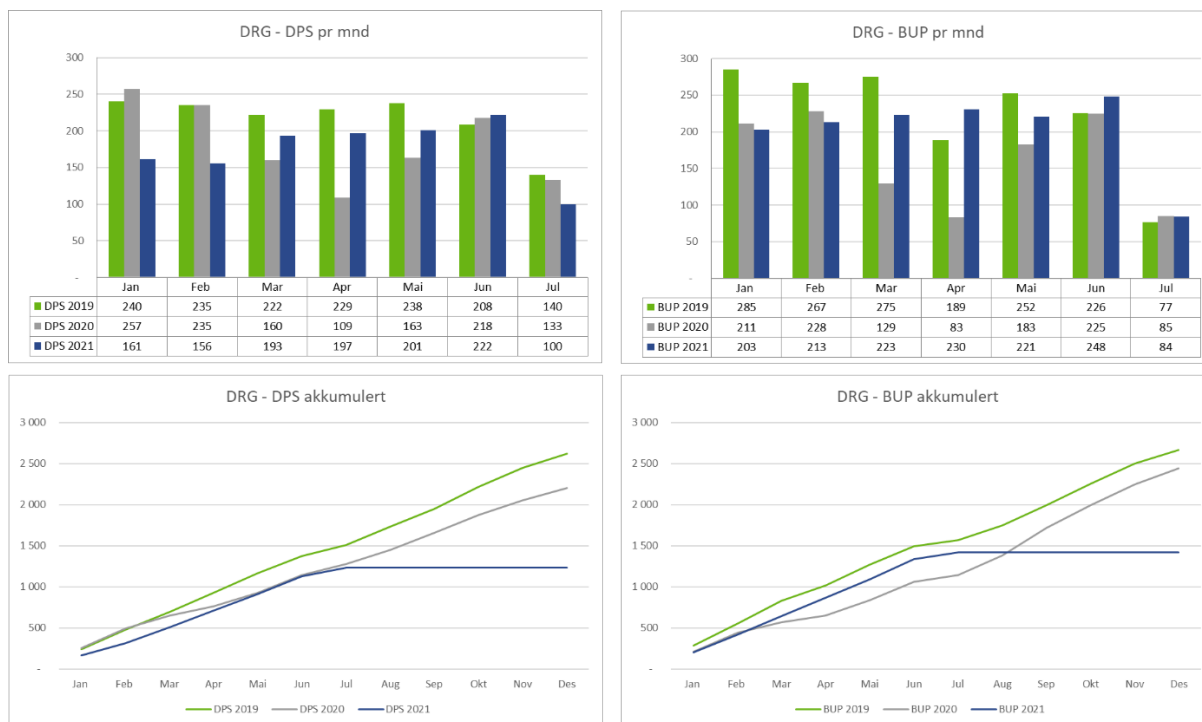 DRG - DPS pr mnd
300
250
200
150
100
50
-
Jan Feb Mar Apr Mai Jun Jul
DPS 2019 240 235 222 229 238 208 140
DPS 2020 257 235 160 109 163 218 133
DPS 2021 161 156 193 197 201 222 100
DRG - BUP pr mnd
300
250
200
150
100
50
-
Jan Feb Mar Apr Mai Jun Jul
BUP 2019 285 267 275 189 252 226 77
BUP 2020 211 228 129 83 183 225 85
BUP 2021 203 213 223 230 221 248 84
DRG - DPS akkumulert
3 000
2 500
2 000
1 500
1 000
500
-
Jan Feb Mar Apr Mai Jun Jul Aug Sep Okt Nov Des
DPS 2019 DPS 2020 DPS 2021
DRG - BUP akkumulert
3 000
2 500
2 000
1 500
1 000
500
-
Jan Feb Mar Apr Mai Jun Jul Aug Sep Okt Nov Des
BUP 2019 BUP 2020 BUP 2021